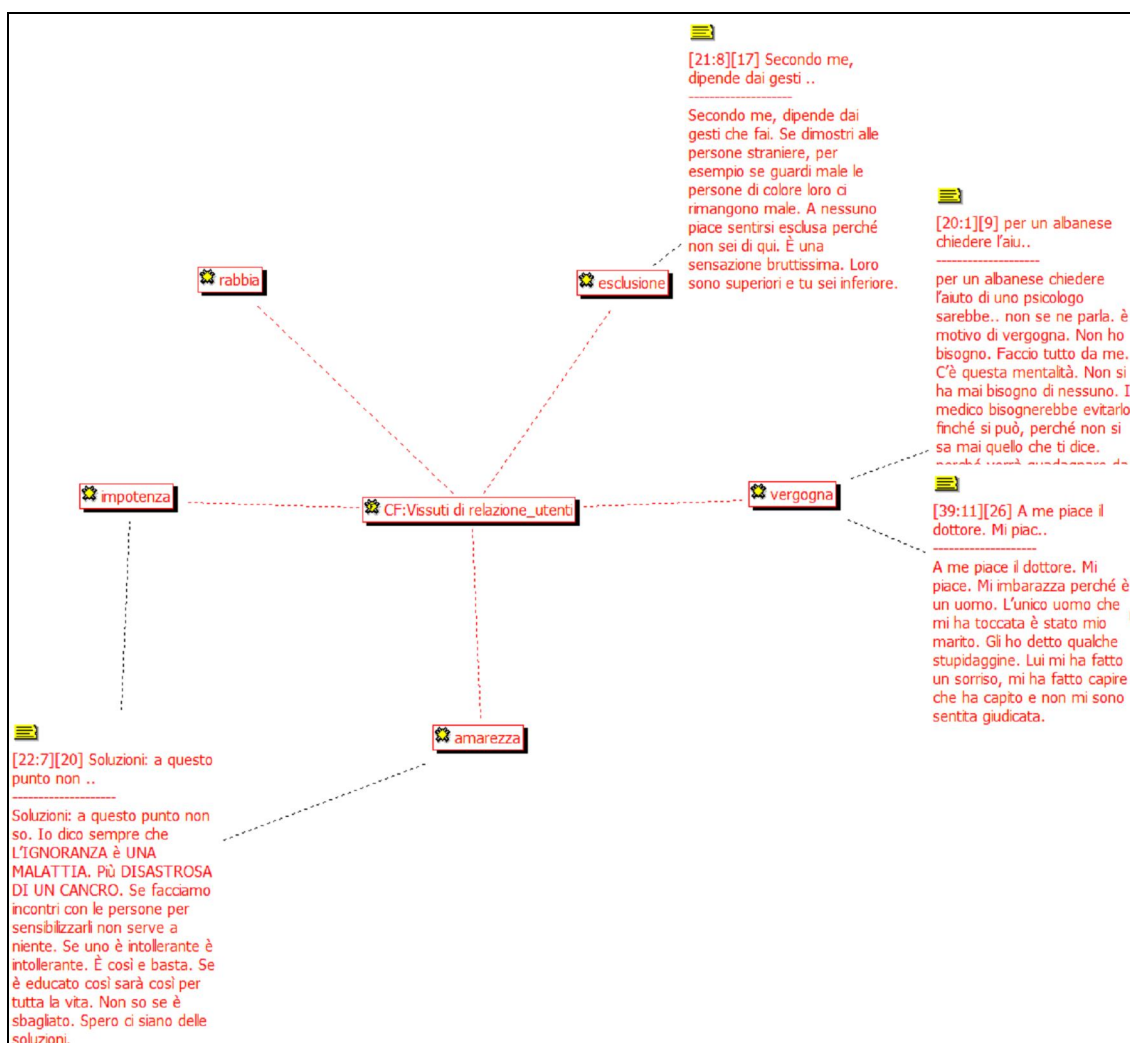 [21:8][17] Secondo me,
dipende dai gesti ..
--------------------
Secondo me, dipende dai
gesti che fai. Se dimostri alle
persone straniere, per
esempio se guardi male le
persone di colore loro ci
rimangono male. A nessuno
piace sentirsi esclusa perché
non sei di qui. È una
sensazione bruttissima. Loro
sono superiori e tu sei inferiore.
[20:1][9] per un albanese
chiedere l'aiu..
--------------------
per un albanese chiedere
l'aiuto di uno psicologo
sarebbe.. non se ne parla. è
motivo di vergogna. Non ho
bisogno. Faccio tutto da me.
C'è questa mentalità. Non si
ha mai bisogno di nessuno. I
medico bisognerebbe evitarlo
finché si può, perché non si
sa mai quello che ti dice.
perché vorrà guadagnare da
rabbia
esclusione
impotenza
CF:Vissuti di relazione_utenti
vergogna
[39:11][26] A me piace il
dottore. Mi piac..
--------------------
A me piace il dottore. Mi
piace. Mi imbarazza perché è
un uomo. L'unico uomo che
mi ha toccata è stato mio
marito. Gli ho detto qualche
stupidaggine. Lui mi ha fatto
un sorriso, mi ha fatto capire
che ha capito e non mi sono
sentita giudicata.
amarezza
[22:7][20] Soluzioni: a questo
punto non ..
--------------------
Soluzioni: a questo punto non
so. Io dico sempre che
L'IGNORANZA è UNA
MALATTIA. Più DISASTROSA
DI UN CANCRO. Se facciamo
incontri con le persone per
sensibilizzarli non serve a
niente. Se uno è intollerante è
intollerante. È così e basta. Se
è educato così sarà così per
tutta la vita. Non so se è
sbagliato. Spero ci siano delle
soluzioni.